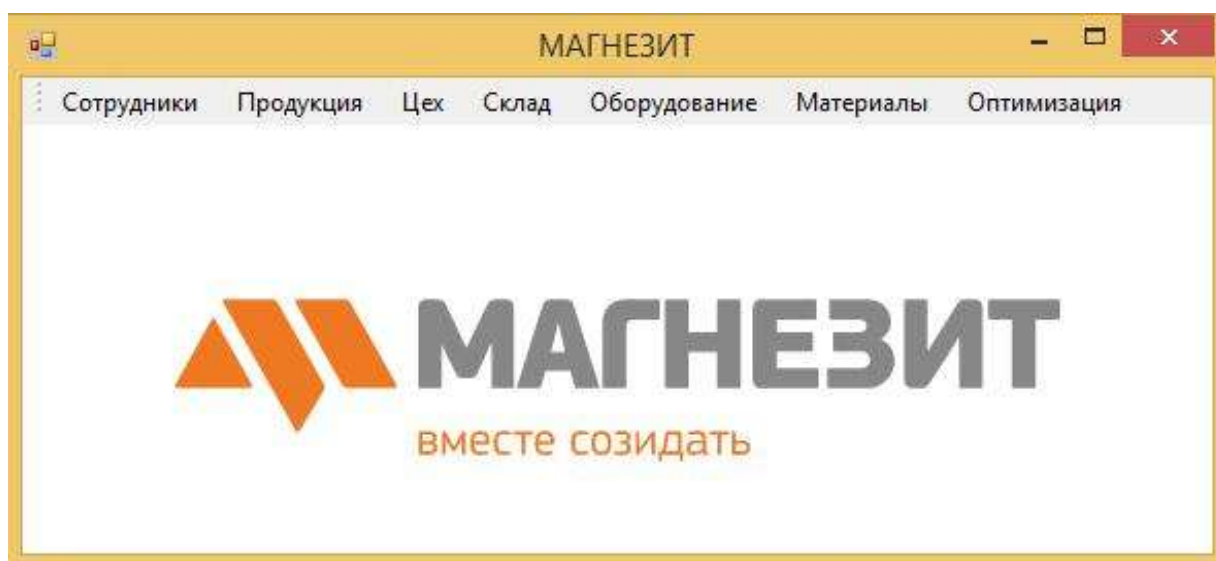 МАГНЕЗИТ
Сотрудники Продукция Цех Склад Оборудование Материалы Оптимизация
МАГНЕЗИТ
вместе созидать